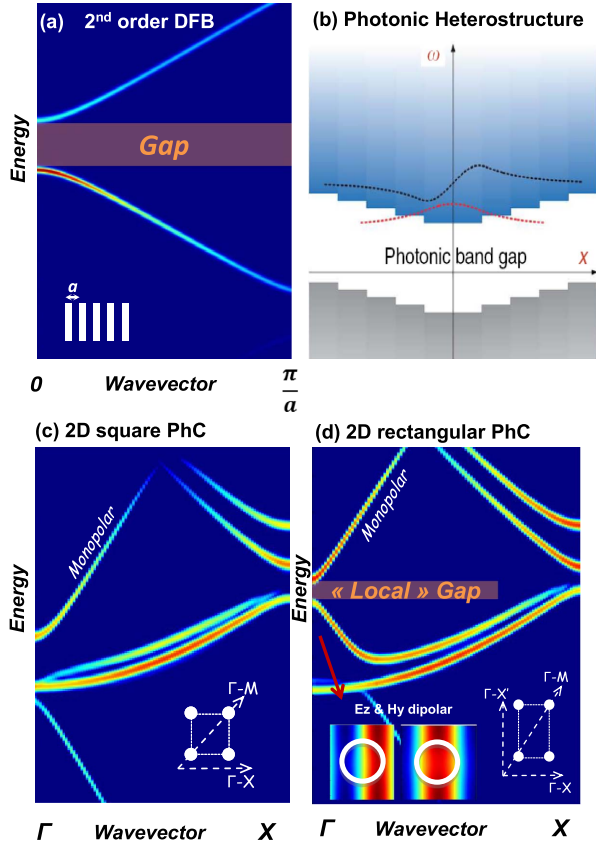 (a) 2nd order DFB
Energy
Gap
a
0 Wavevector π/a
(b) Photonic Heterostructure
ω
Photonic band gap
x
(c) 2D square PhC
Energy
Monopolar
Γ-M
Γ-X
Γ Wavevector X
(d) 2D rectangular PhC
Energy
Monopolar
« Local » Gap
Ez & Hy dipolar
Γ-X'
Γ-M
Γ-X
Γ Wavevector X